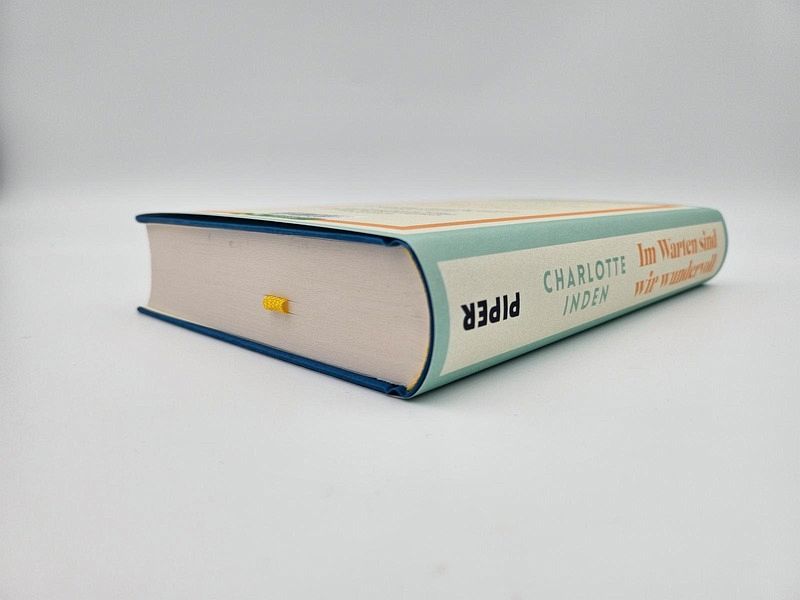 PIPER
CHARLOTTE
INDEN
Im Warten sind
wir wundervoll